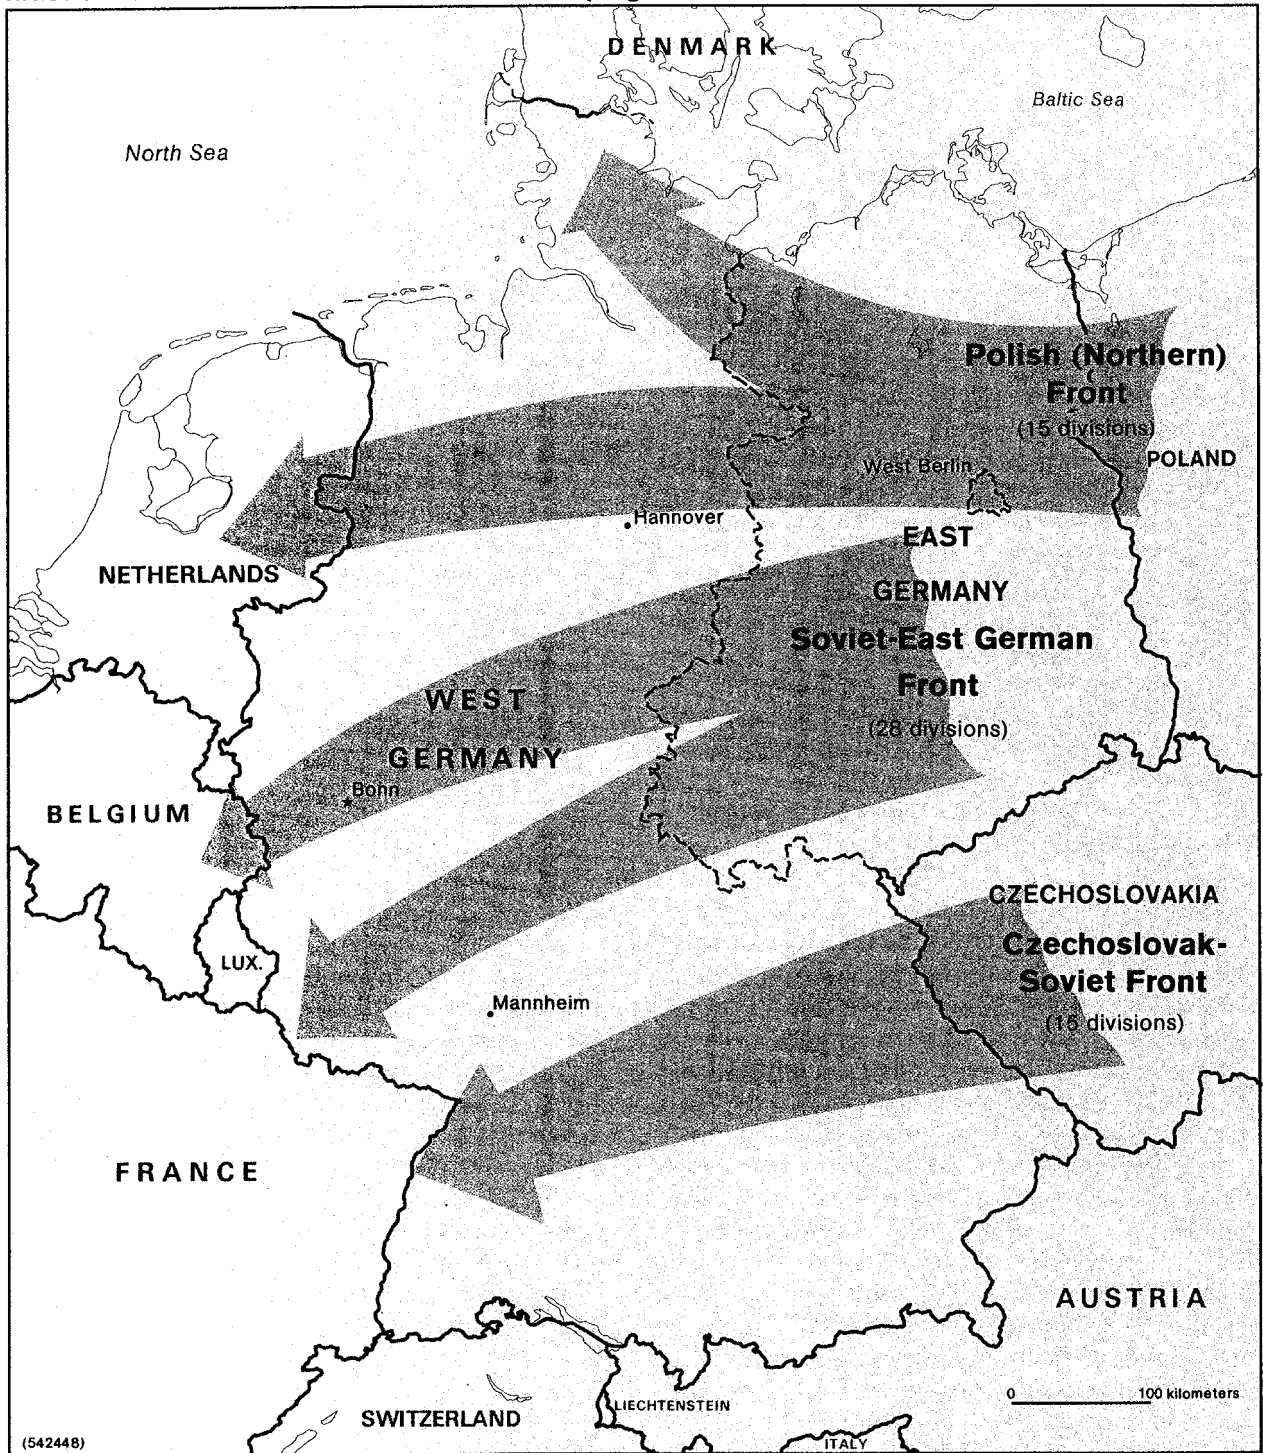 DENMARK
Baltic Sea
North Sea
Polish (Northern)
Front
(15 divisions)
POLAND
West Berlin
Hannover
EAST
GERMANY
NETHERLANDS
Soviet-East German
Front
(28 divisions)
WEST
GERMANY
Bonn
BELGIUM
CZECHOSLOVAKIA
Czechoslovak-
Soviet Front
(15 divisions)
LUX.
Mannheim
FRANCE
AUSTRIA
0 100 kilometers
LIECHTENSTEIN
SWITZERLAND
ITALY
(542448)